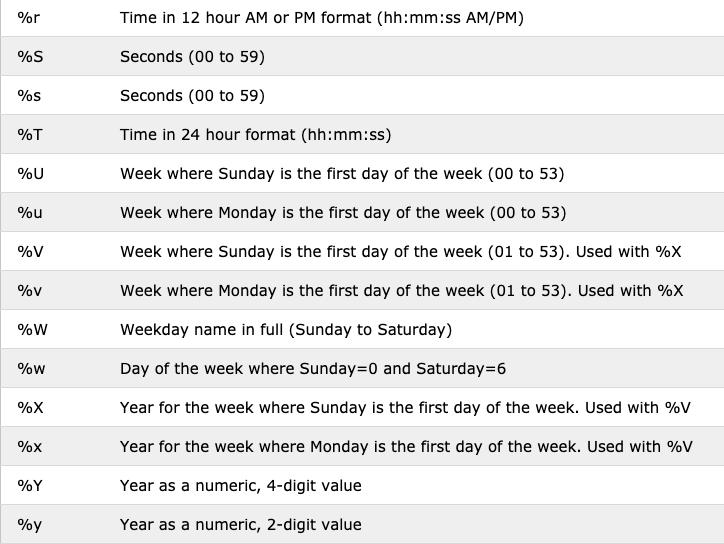 %r Time in 12 hour AM or PM format (hh:mm:ss AM/PM)
%S Seconds (00 to 59)
%s Seconds (00 to 59)
%T Time in 24 hour format (hh:mm:ss)
%U Week where Sunday is the first day of the week (00 to 53)
%u Week where Monday is the first day of the week (00 to 53)
%V Week where Sunday is the first day of the week (01 to 53). Used with %X
%v Week where Monday is the first day of the week (01 to 53). Used with %X
%W Weekday name in full (Sunday to Saturday)
%w Day of the week where Sunday=0 and Saturday=6
%X Year for the week where Sunday is the first day of the week. Used with %V
%x Year for the week where Monday is the first day of the week. Used with %V
%Y Year as a numeric, 4-digit value
%y Year as a numeric, 2-digit value